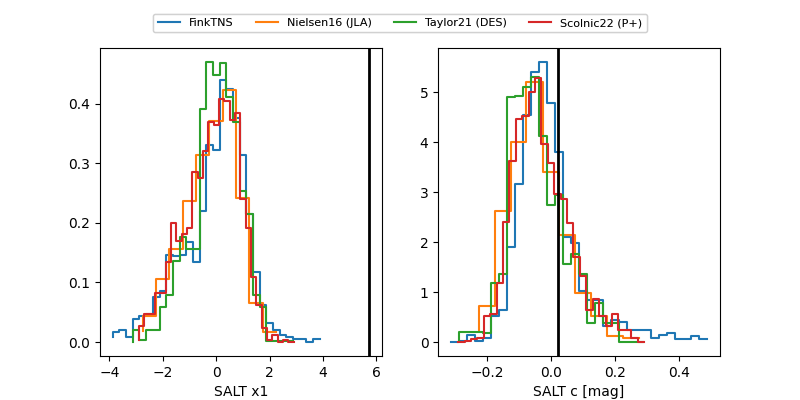 FinkTNS Nielsen16 (JLA) Taylor21 (DES) Scolnic22 (P+)
0.4
0.3
0.2
0.1
0.0
−4 −2 0 2 4 6
SALT x1
5
4
3
2
1
0
−0.2 0.0 0.2 0.4
SALT c [mag]